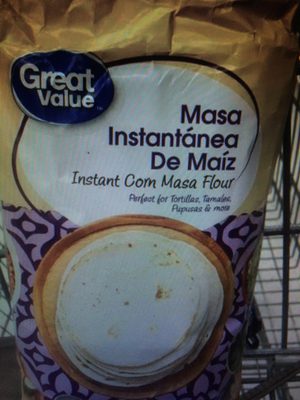 Great
Value
Masa
Instantánea
De Maíz
Instant Corn Masa Flour
Perfect for Tortillas, Tamales,
Pupusas & more